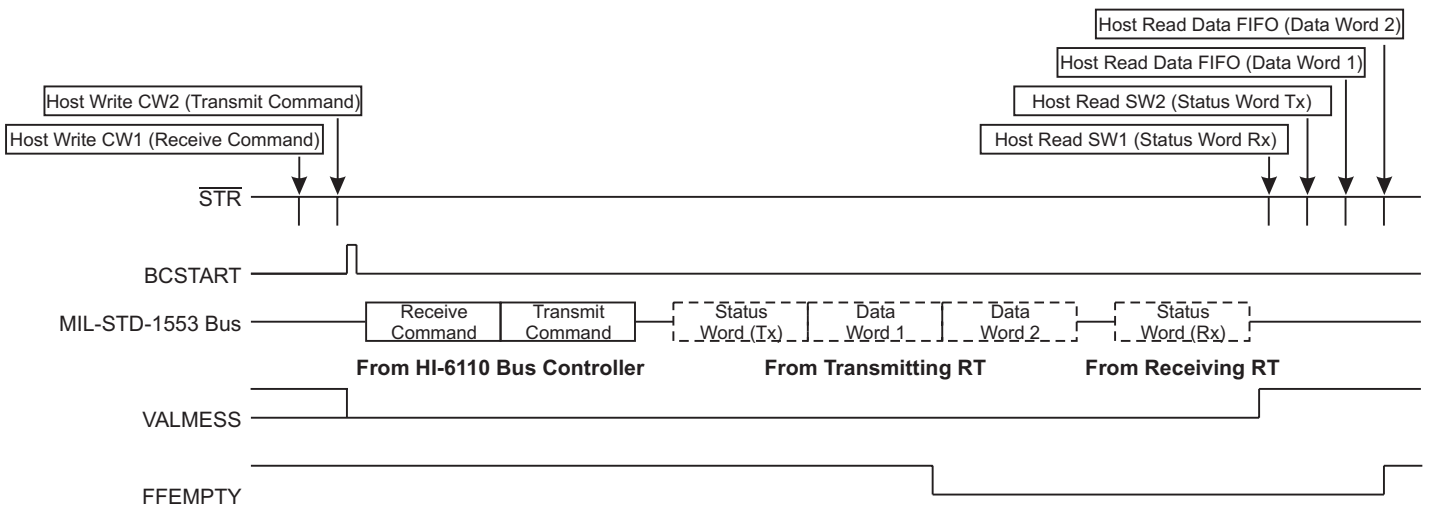 Host Read Data FIFO (Data Word 2)
Host Read Data FIFO (Data Word 1)
Host Write CW2 (Transmit Command)
Host Read SW2 (Status Word Tx)
Host Write CW1 (Receive Command)
Host Read SW1 (Status Word Rx)
STR
BCSTART
MIL-STD-1553 Bus
Receive
Command
Transmit
Command
Status
Word (Tx)
Data
Word 1
Data
Word 2
Status
Word (Rx)
From HI-6110 Bus Controller
From Transmitting RT
From Receiving RT
VALMESS
FFEMPTY